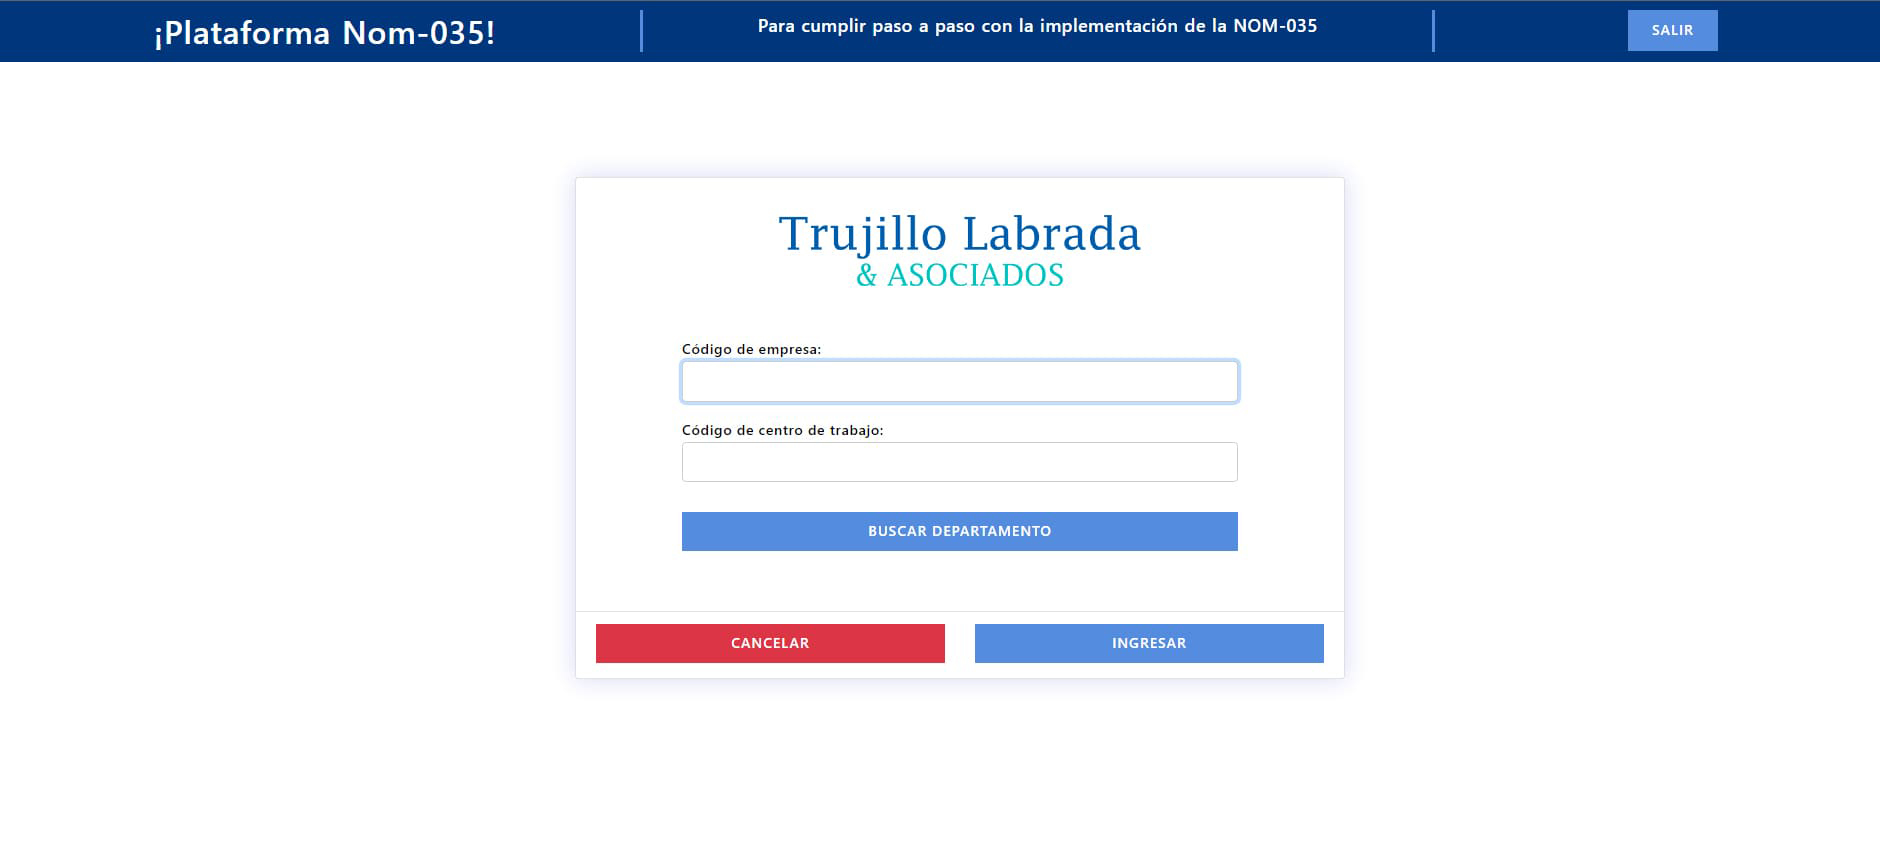 ¡Plataforma Nom-035!
Para cumplir paso a paso con la implementación de la NOM-035
SALIR
Trujillo Labrada
& ASOCIADOS
Código de empresa:
Código de centro de trabajo:
BUSCAR DEPARTAMENTO
CANCELAR
INGRESAR